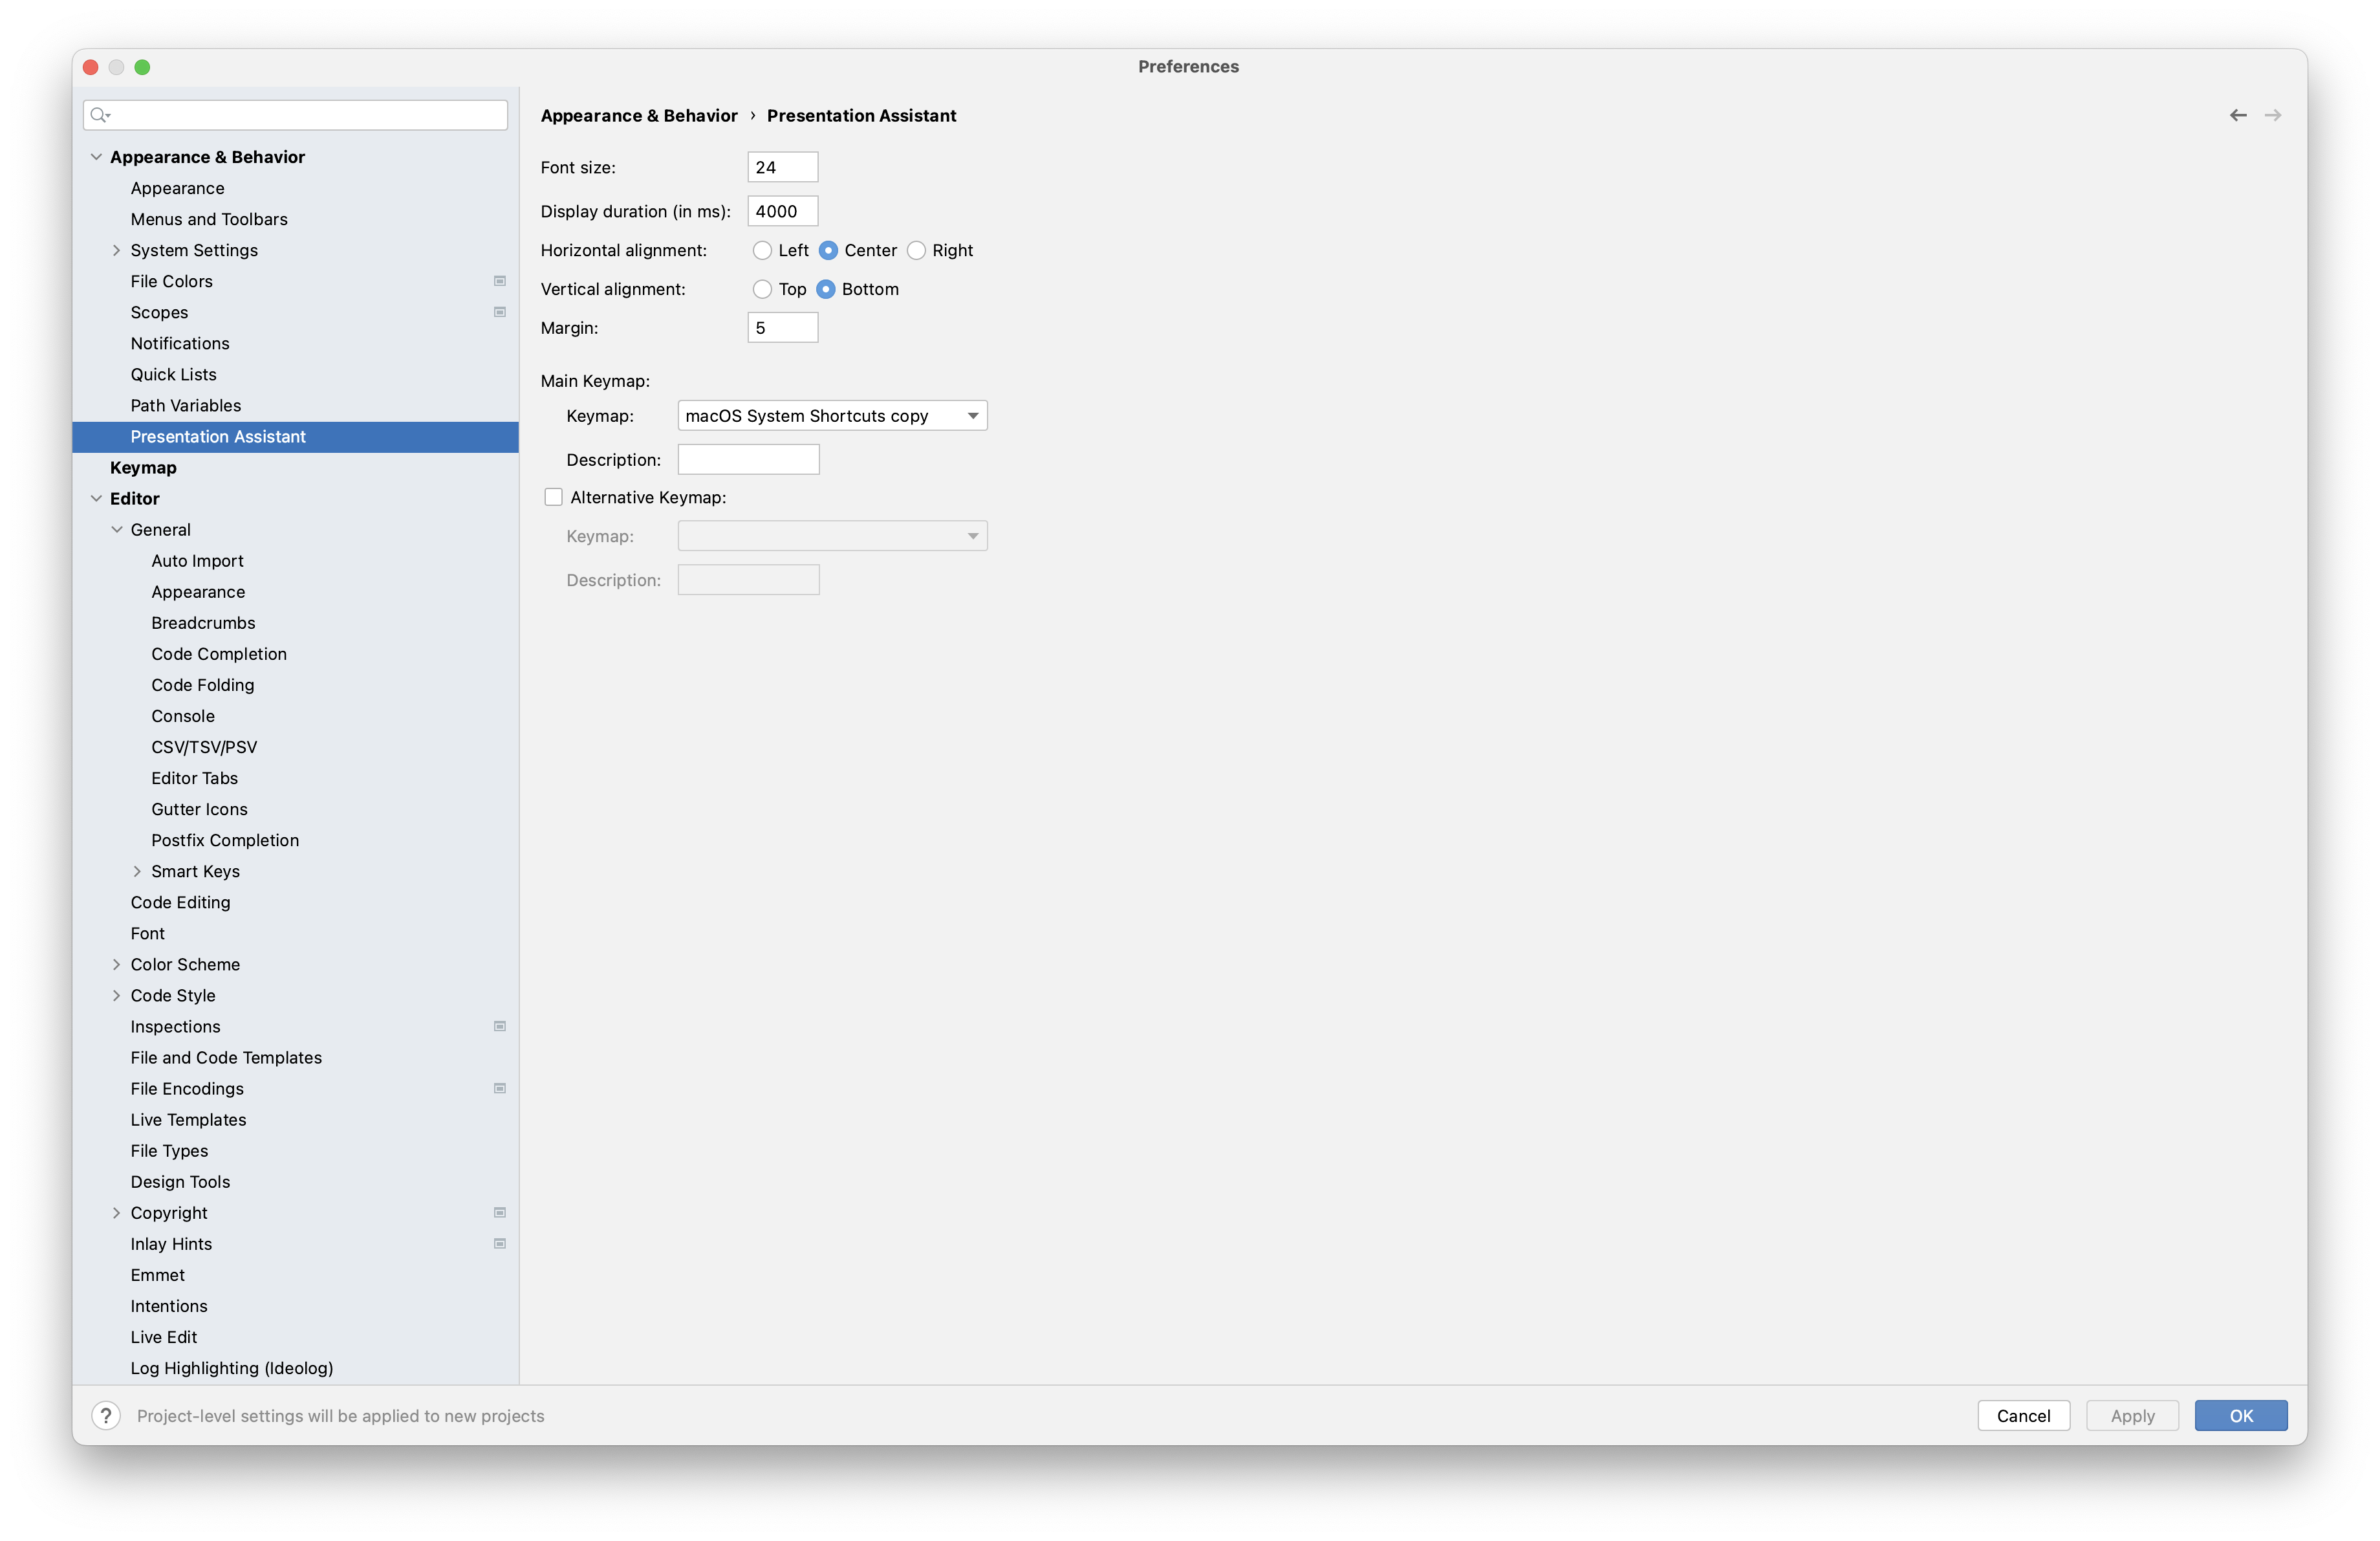 Preferences
Appearance & Behavior
Appearance
Menus and Toolbars
System Settings
File Colors
Scopes
Notifications
Quick Lists
Path Variables
Presentation Assistant
Keymap
Editor
General
Auto Import
Appearance
Breadcrumbs
Code Completion
Code Folding
Console
CSV/TSV/PSV
Editor Tabs
Gutter Icons
Postfix Completion
Smart Keys
Code Editing
Font
Color Scheme
Code Style
Inspections
File and Code Templates
File Encodings
Live Templates
File Types
Design Tools
Copyright
Inlay Hints
Emmet
Intentions
Live Edit
Log Highlighting (Ideolog)
Appearance & Behavior › Presentation Assistant
Font size: 24
Display duration (in ms): 4000
Horizontal alignment: Left Center Right
Vertical alignment: Top Bottom
Margin: 5
Main Keymap:
Keymap: macOS System Shortcuts copy
Description:
Alternative Keymap:
Keymap:
Description:
? Project-level settings will be applied to new projects
Cancel Apply OK